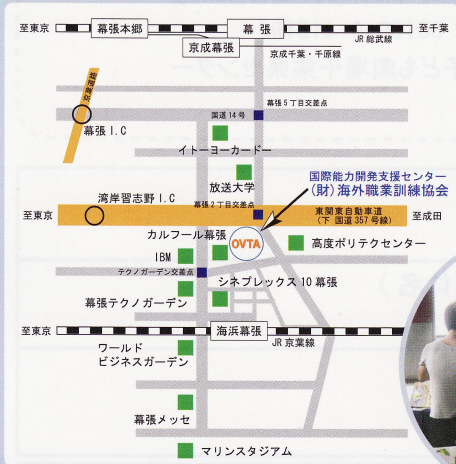 至東京
幕張本郷
幕 張
至千葉
JR 総武線
京成幕張
京成千葉・千原線
幕張5丁目交差点
国道14号
幕張 I.C
イトーヨーカードー
放送大学
国際能力開発支援センター
(財)海外職業訓練協会
湾岸習志野 I.C
幕張2丁目交差点
至東京
東関東自動車道
(下 国道357号線)
至成田
カルフール幕張
OVTA
高度ポリテクセンター
IBM
テクノガーデン交差点
シネプレックス10幕張
幕張テクノガーデン
至東京
海浜幕張
JR 京葉線
ワールド
ビジネスガーデン
幕張メッセ
マリンスタジアム